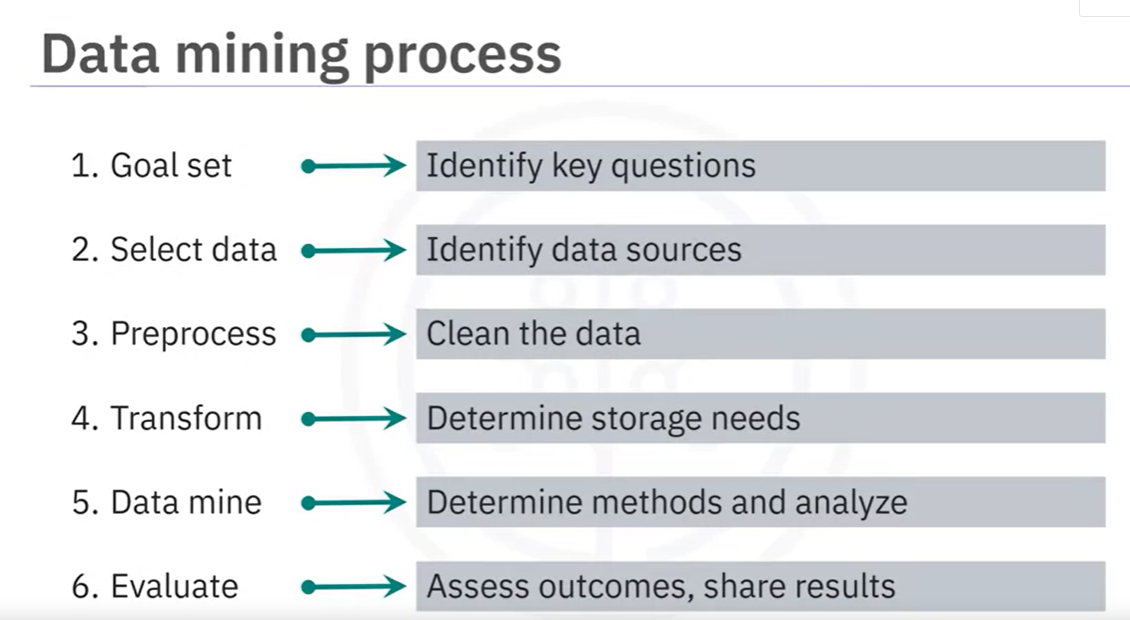 Data mining process
1. Goal set Identify key questions
2. Select data Identify data sources
3. Preprocess Clean the data
4. Transform Determine storage needs
5. Data mine Determine methods and analyze
6. Evaluate Assess outcomes, share results